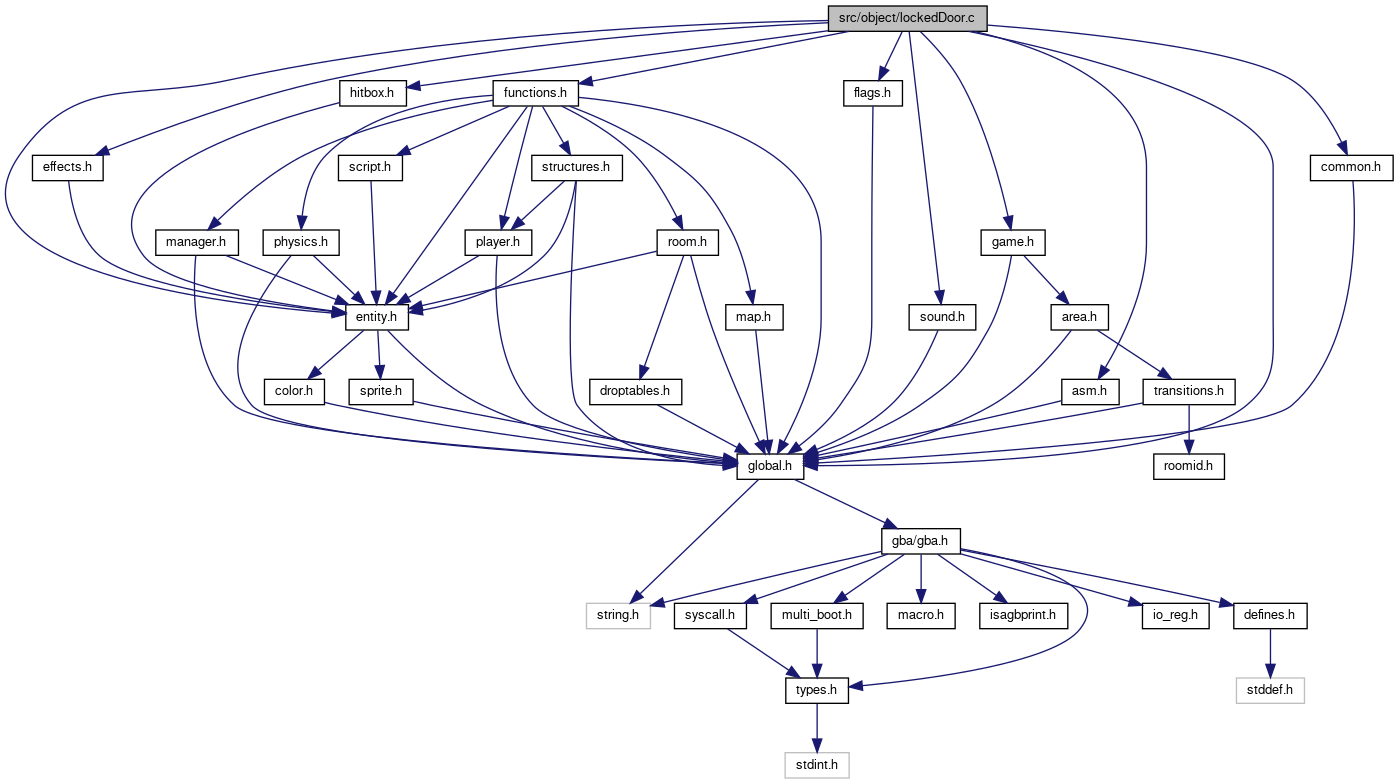 src/object/lockedDoor.c
hitbox.h
functions.h
flags.h
effects.h
script.h
structures.h
common.h
manager.h
physics.h
player.h
room.h
game.h
entity.h
map.h
sound.h
area.h
color.h
sprite.h
droptables.h
asm.h
transitions.h
global.h
roomid.h
gba/gba.h
string.h
syscall.h
multi_boot.h
macro.h
isagbprint.h
io_reg.h
defines.h
types.h
stddef.h
stdint.h